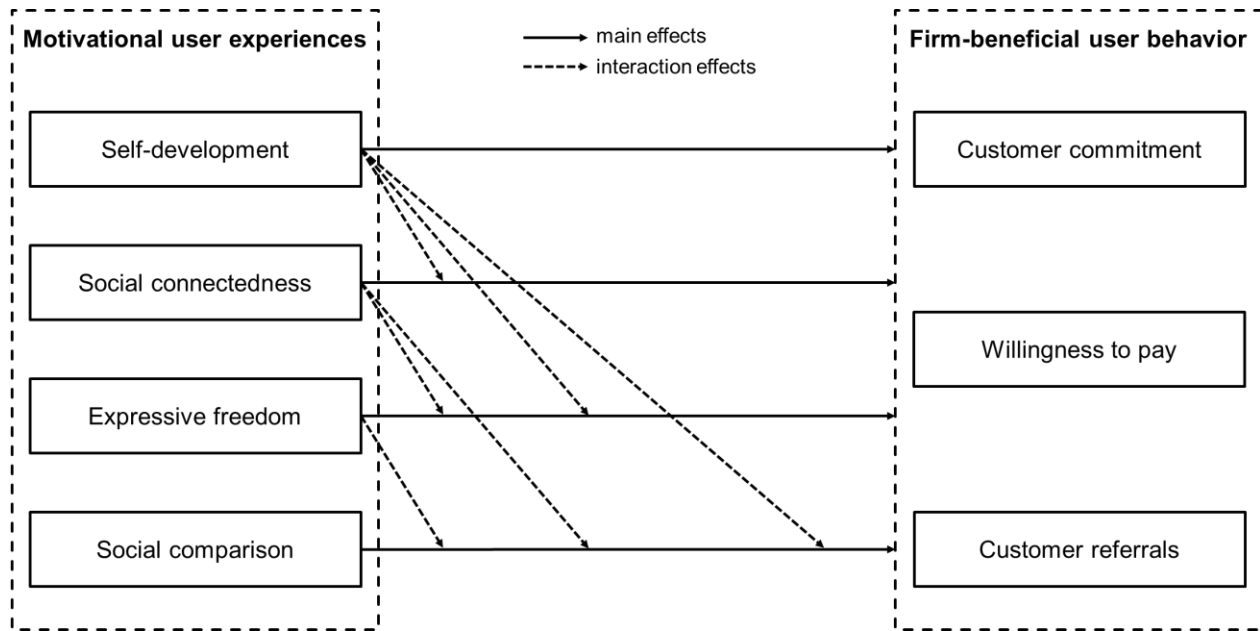 Motivational user experiences
main effects
interaction effects
Firm-beneficial user behavior
Self-development
Customer commitment
Social connectedness
Willingness to pay
Expressive freedom
Social comparison
Customer referrals